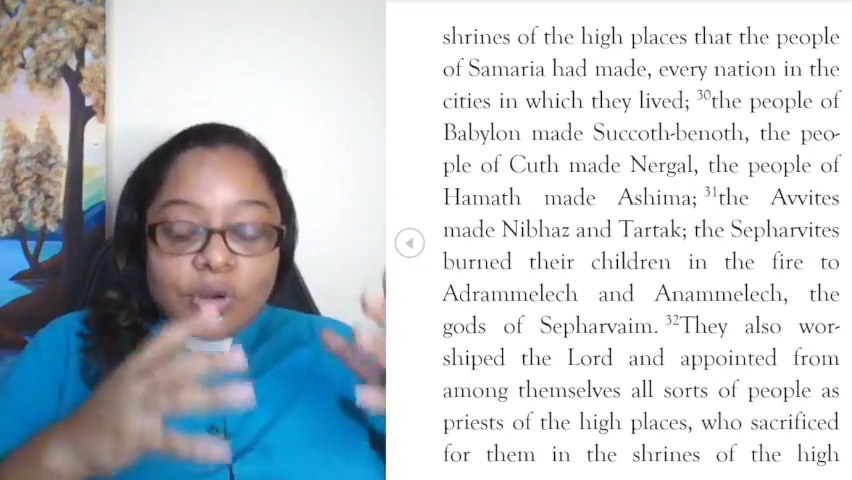 shrines of the high places that the people
of Samaria had made, every nation in the
cities in which they lived; ³⁰the people of
Babylon made Succoth-benoth, the peo-
ple of Cuth made Nergal, the people of
Hamath made Ashima; ³¹the Avvites
made Nibhaz and Tartak; the Sepharvites
burned their children in the fire to
Adrammelech and Anammelech, the
gods of Sepharvaim. ³²They also wor-
shiped the Lord and appointed from
among themselves all sorts of people as
priests of the high places, who sacrificed
for them in the shrines of the high